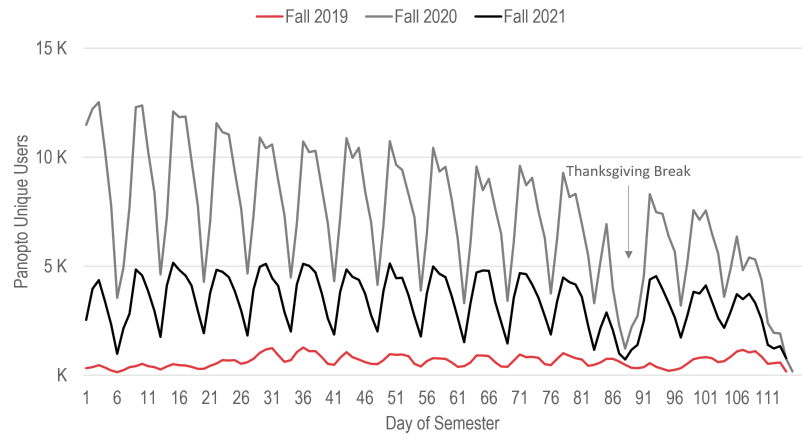 Fall 2019 Fall 2020 Fall 2021
15 K
10 K
Thanksgiving Break
5 K
K
Panopto Unique Users
1 6 11 16 21 26 31 36 41 46 51 56 61 66 71 76 81 86 91 96 101 106 111
Day of Semester